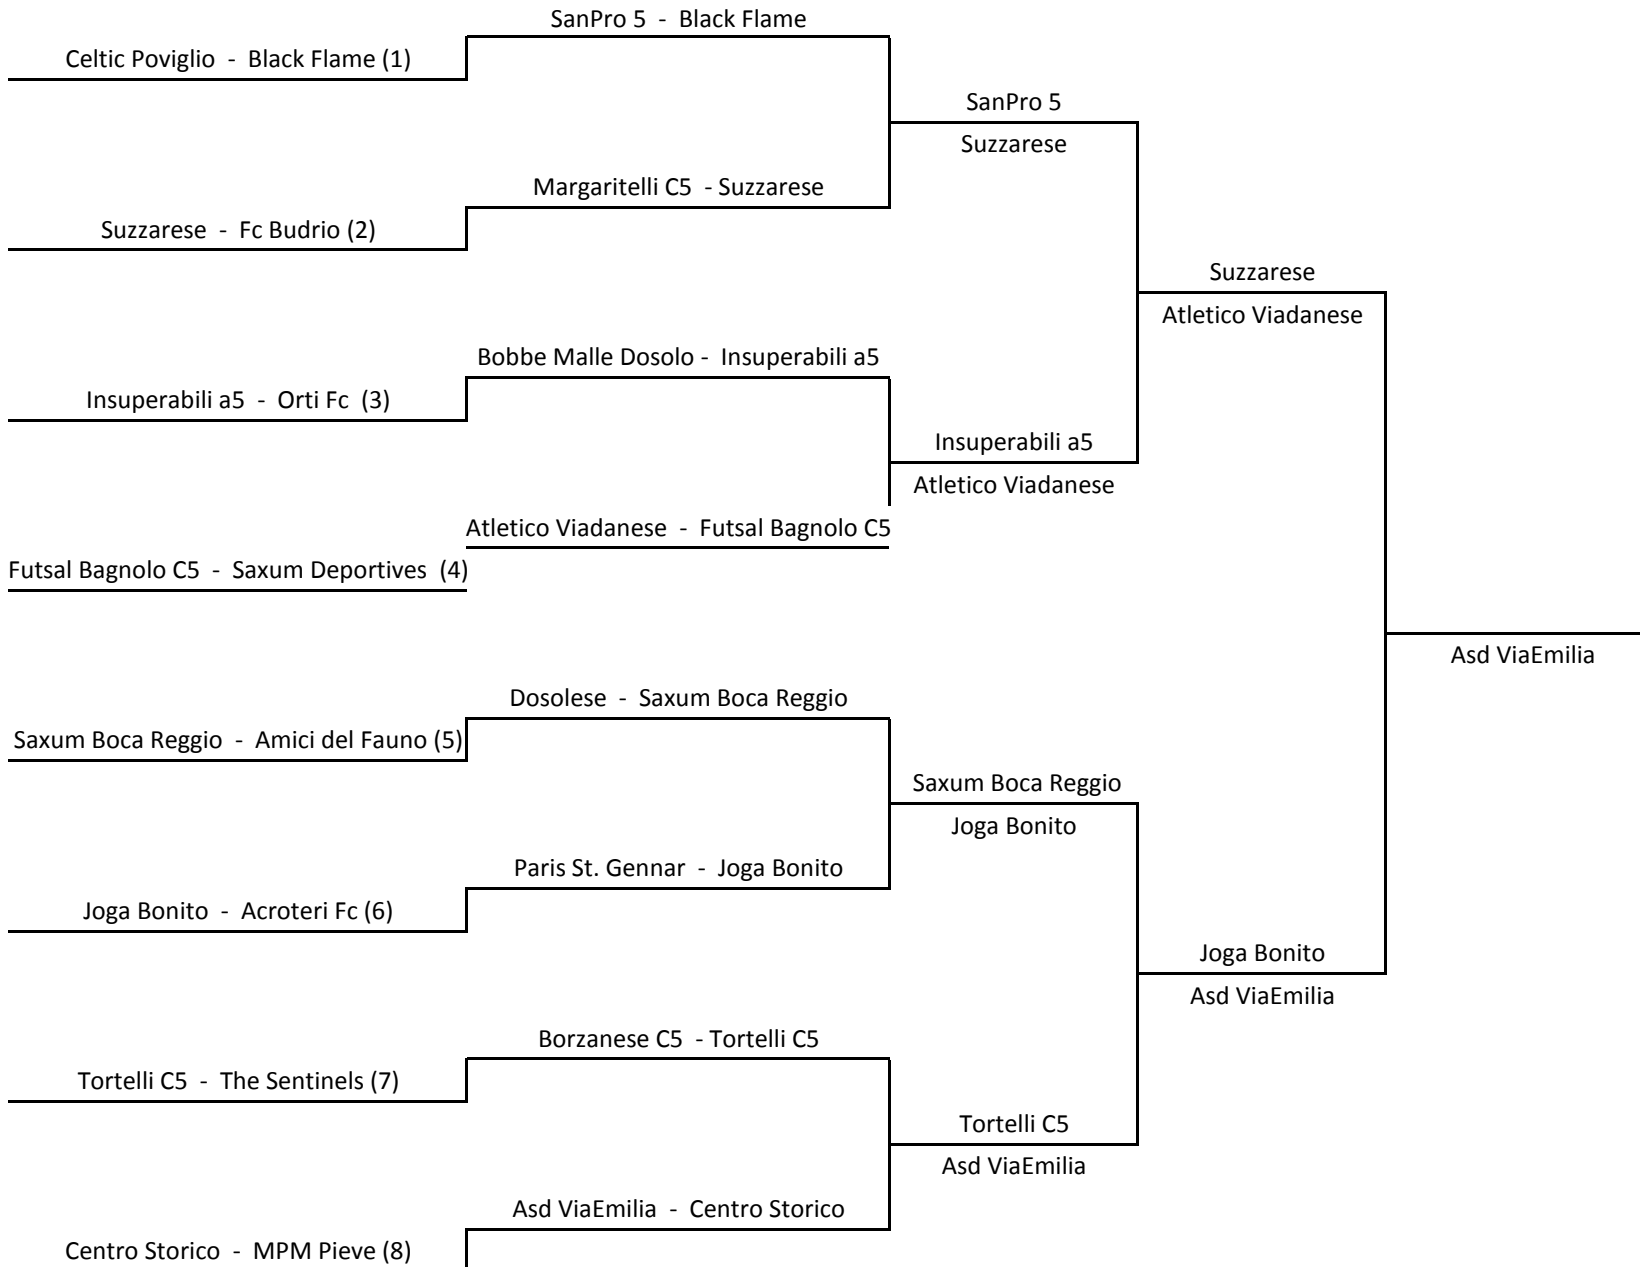 SanPro 5 - Black Flame
Celtic Poviglio - Black Flame (1)
SanPro 5
Suzzarese
Margaritelli C5 - Suzzarese
Suzzarese - Fc Budrio (2)
Suzzarese
Atletico Viadanese
Bobbe Malle Dosolo - Insuperabili a5
Insuperabili a5 - Orti Fc (3)
Insuperabili a5
Atletico Viadanese
Atletico Viadanese - Futsal Bagnolo C5
Futsal Bagnolo C5 - Saxum Deportives (4)
Asd ViaEmilia
Dosolese - Saxum Boca Reggio
Saxum Boca Reggio - Amici del Fauno (5)
Saxum Boca Reggio
Joga Bonito
Paris St. Gennar - Joga Bonito
Joga Bonito - Acroteri Fc (6)
Joga Bonito
Asd ViaEmilia
Borzanese C5 - Tortelli C5
Tortelli C5 - The Sentinels (7)
Tortelli C5
Asd ViaEmilia
Asd ViaEmilia - Centro Storico
Centro Storico - MPM Pieve (8)